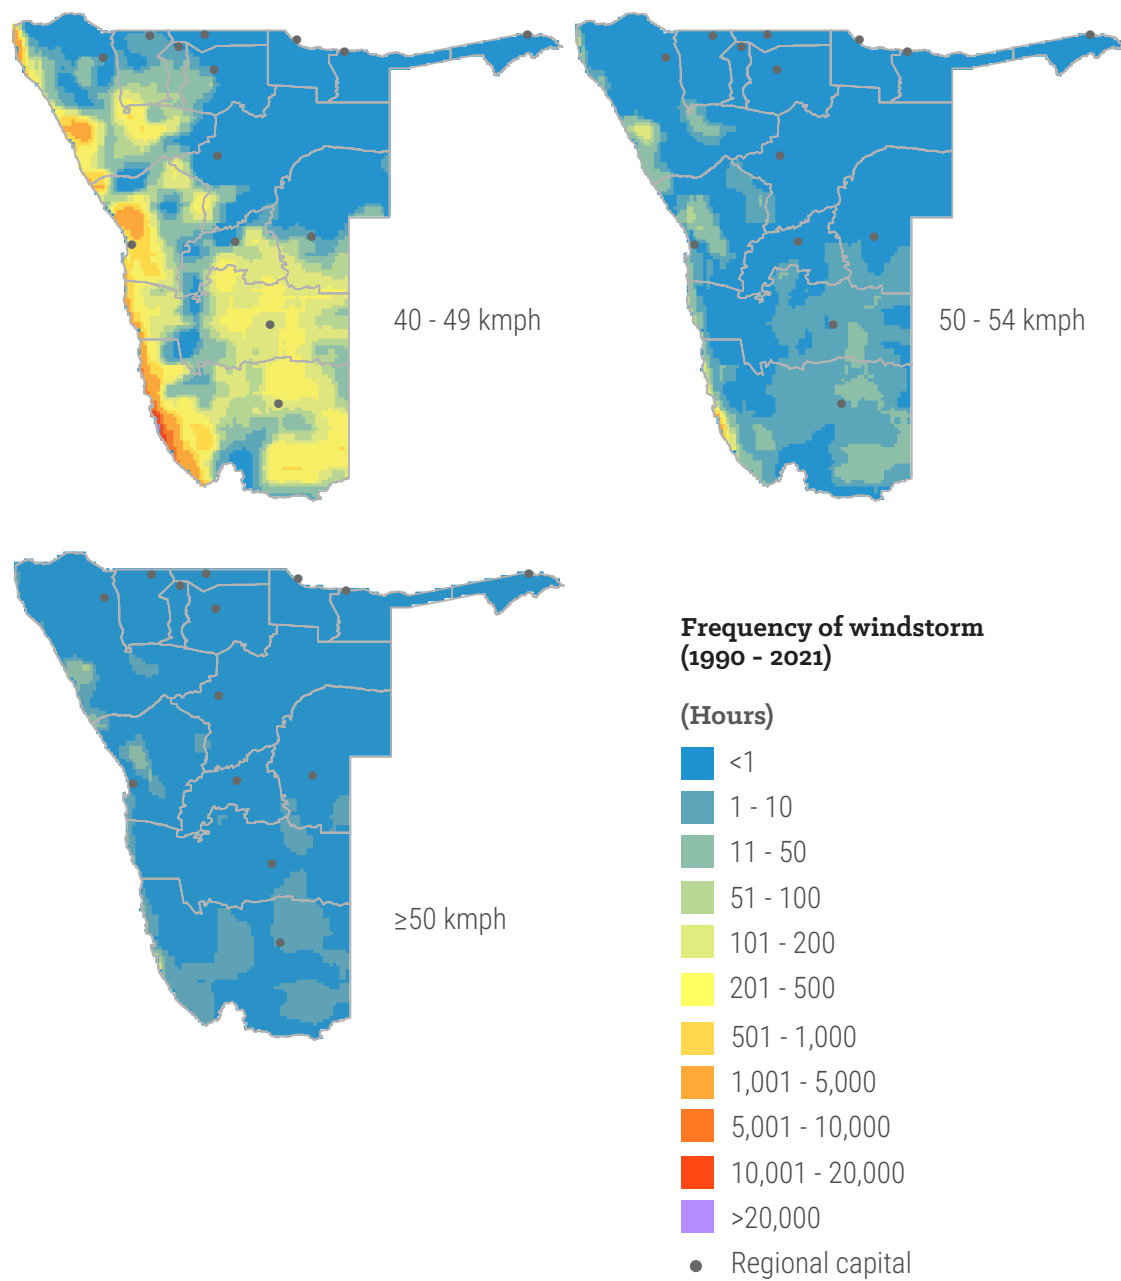 40 - 49 kmph
50 - 54 kmph
≥50 kmph
Frequency of windstorm
(1990 - 2021)
(Hours)
<1
1 - 10
11 - 50
51 - 100
101 - 200
201 - 500
501 - 1,000
1,001 - 5,000
5,001 - 10,000
10,001 - 20,000
>20,000
Regional capital